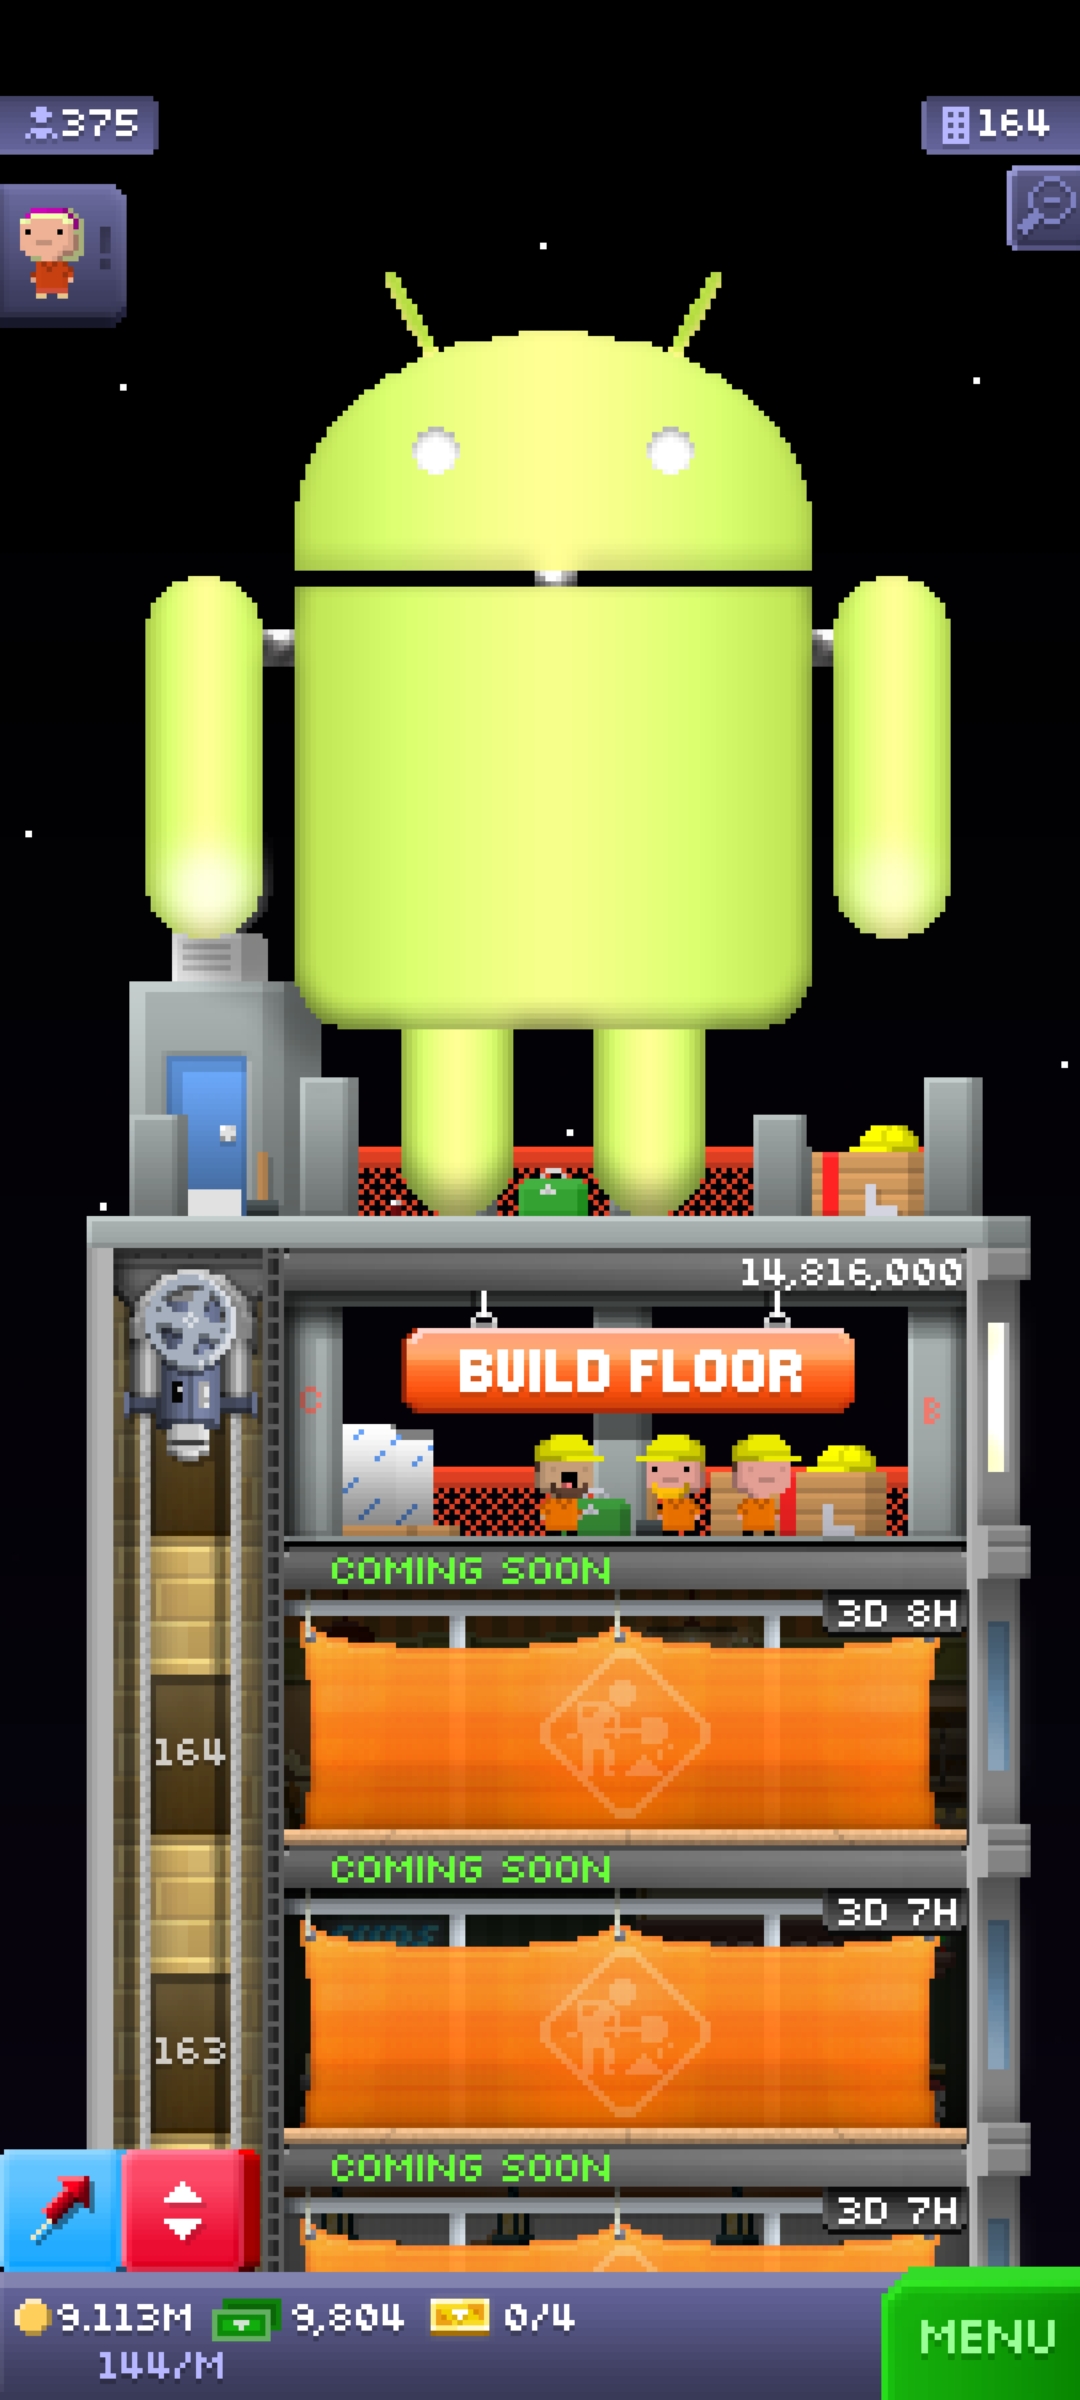 375
164
!
14,816,000
BUILD FLOOR
C
B
COMING SOON
3D 8H
164
COMING SOON
3D 7H
163
COMING SOON
3D 7H
9.113M 9,804 0/4
144/M
MENU